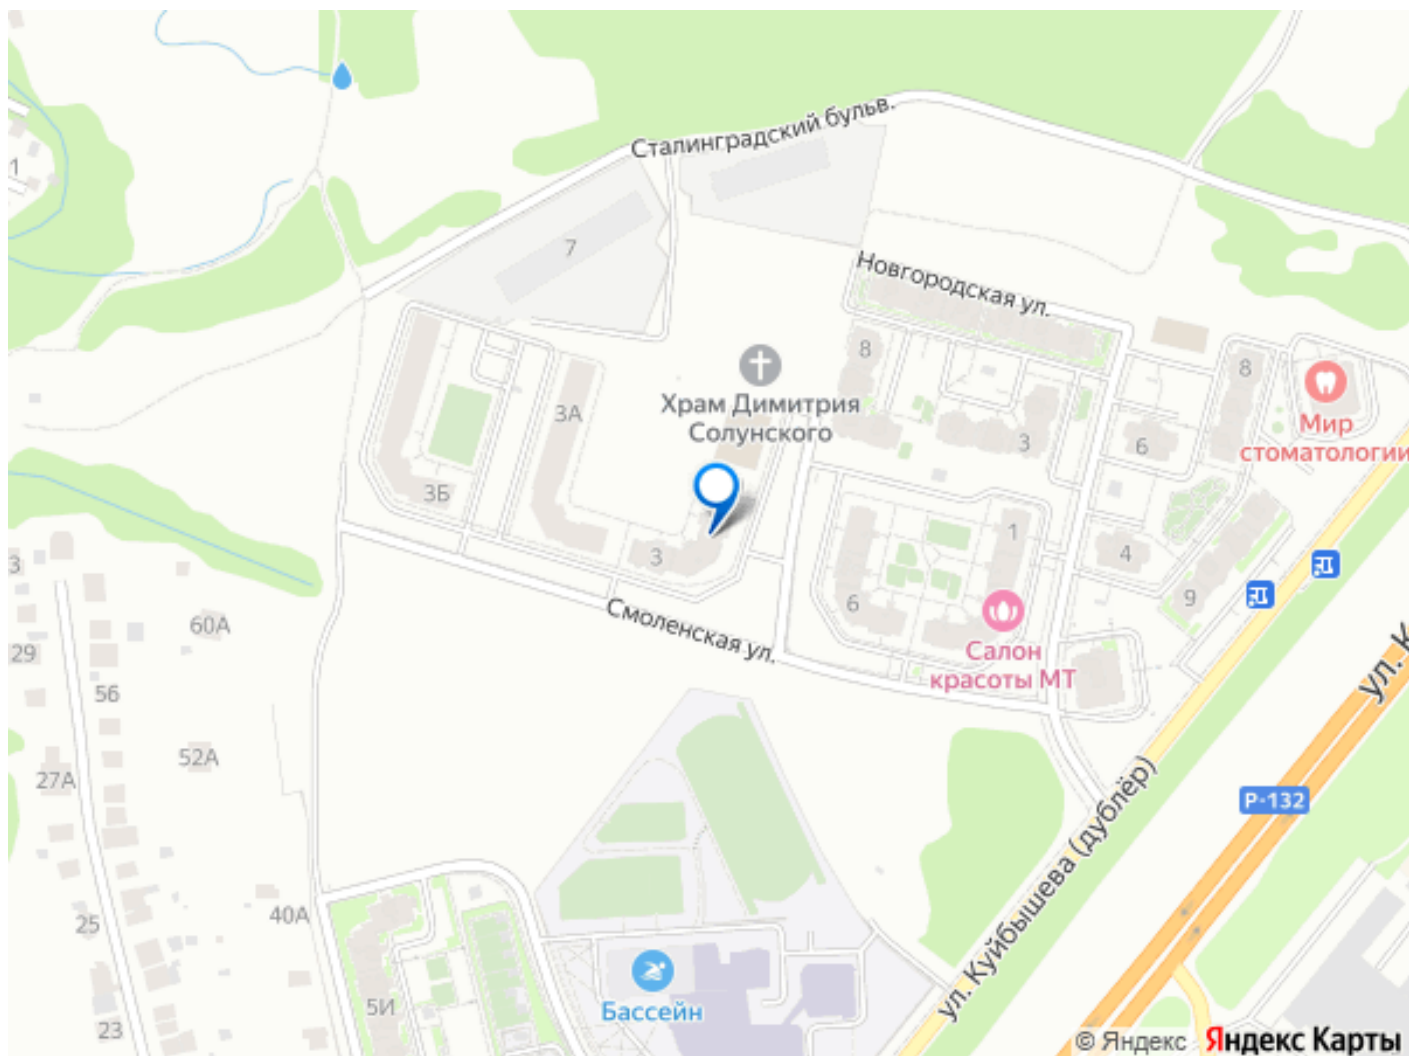 Сталинградский бульв.
1
7
Новгородская ул.
8
8
3А
Храм Димитрия
Солунского
3
6
Мир
стоматологии
3Б
1
4
3
3
6
9
60А
Смоленская ул.
29
Салон
красоты МТ
ул. К
56
52А
27А
Р-132
ул. Куйбышева (дублёр)
40А
25
5И
Бассейн
23
© Яндекс Яндекс Карты